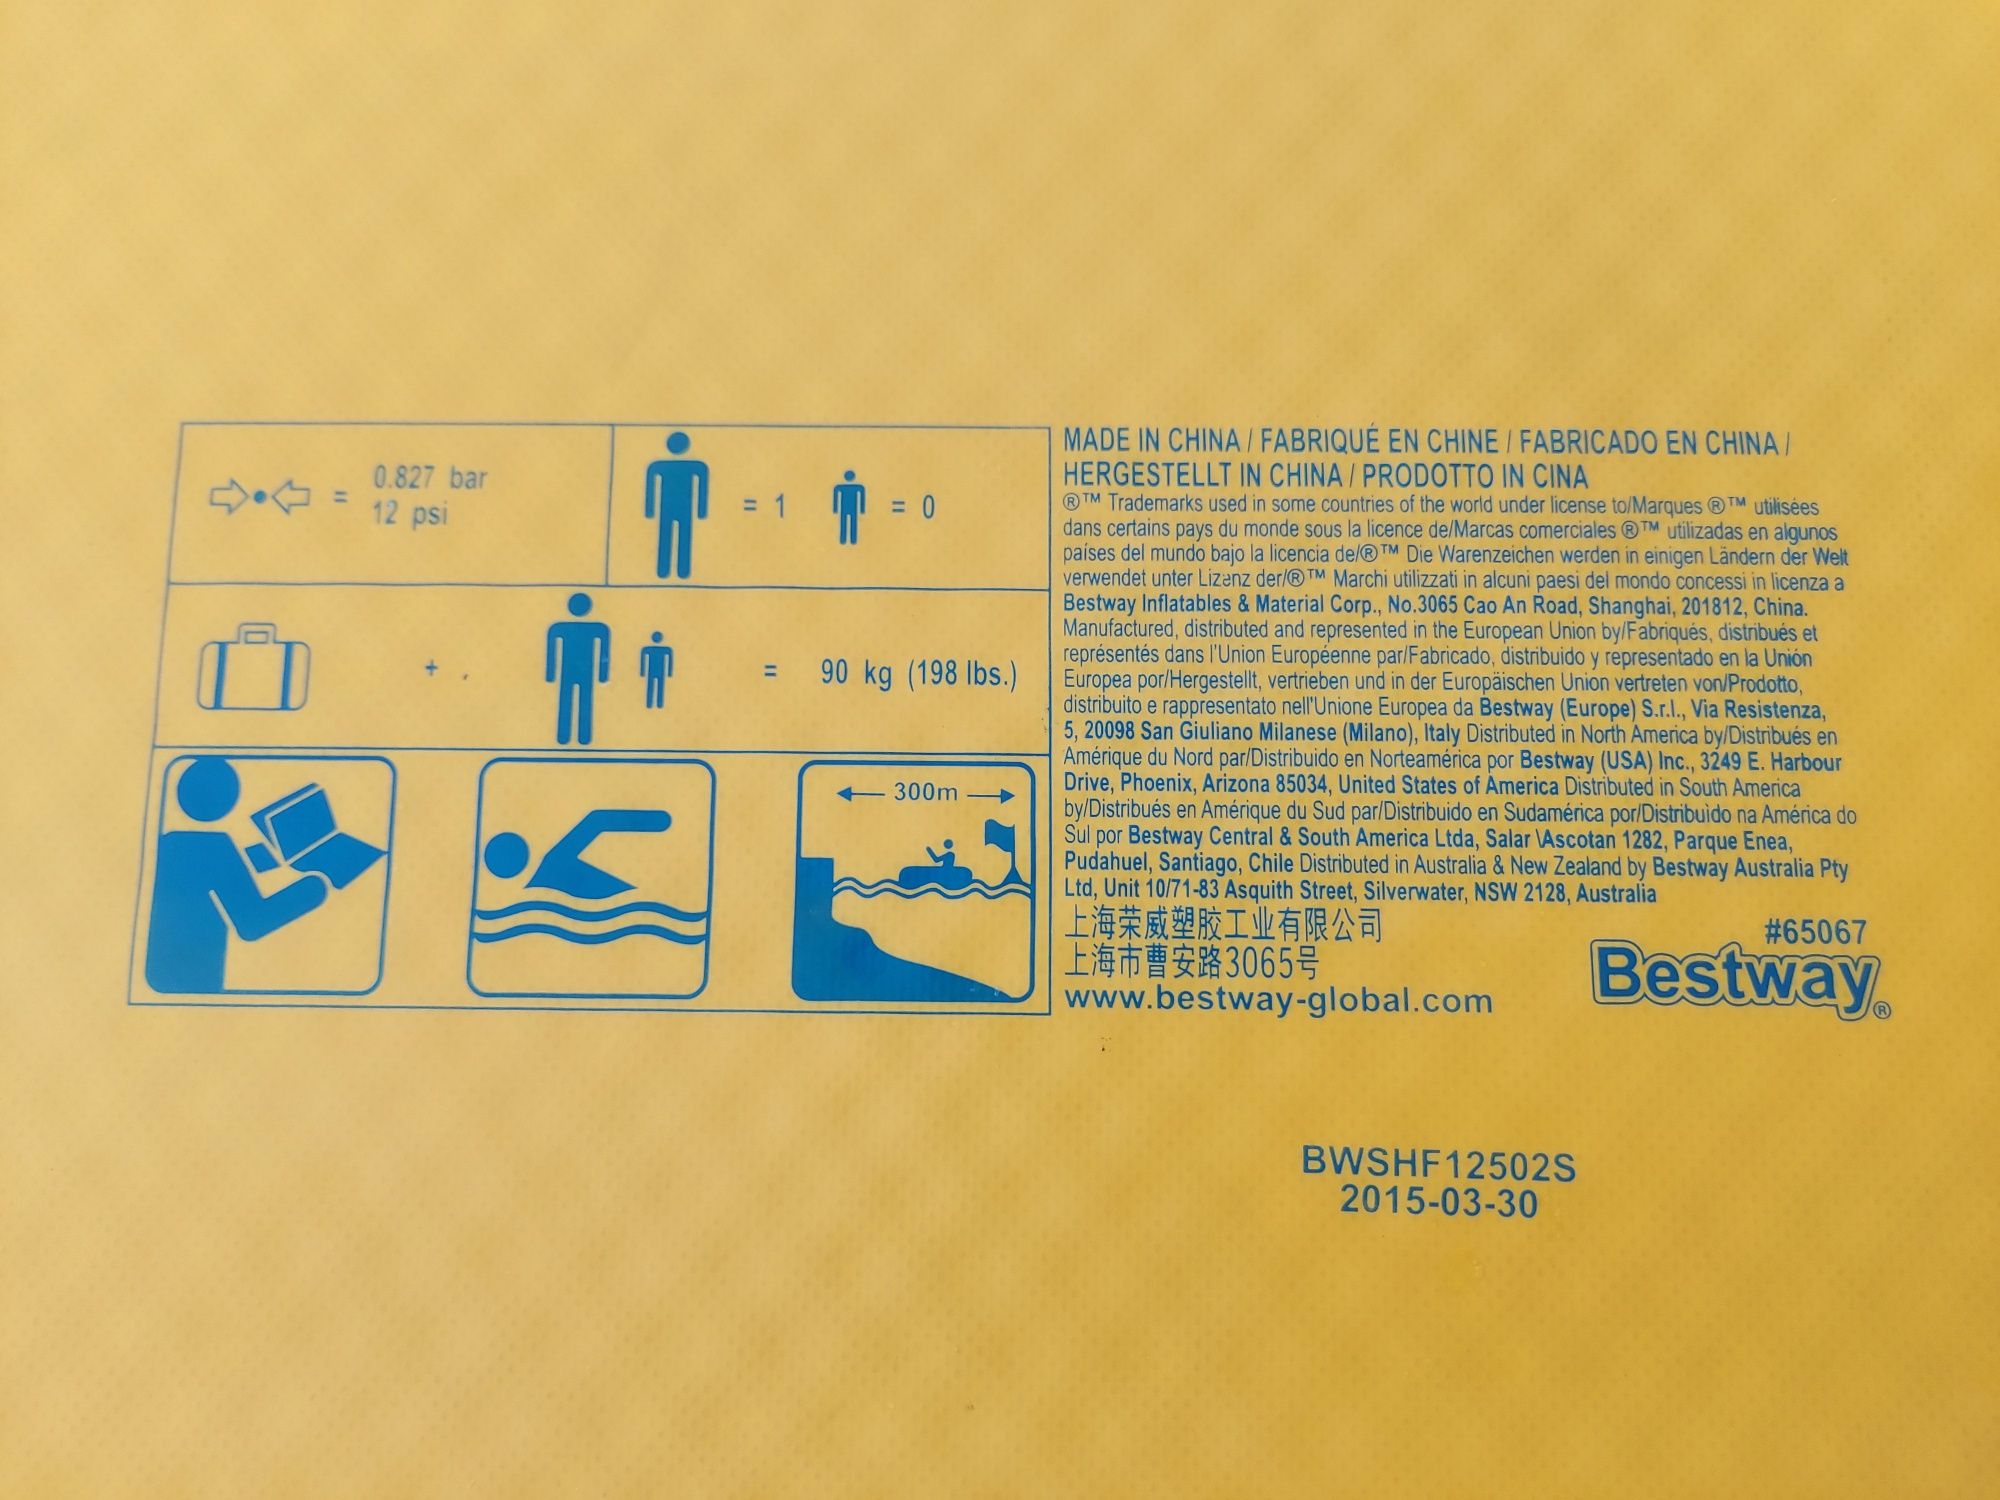 0.827 bar
12 psi
= 1
= 0
=
+
= 90 kg (198 lbs.)
300m
MADE IN CHINA / FABRIQUÉ EN CHINE / FABRICADO EN CHINA /
HERGESTELLT IN CHINA / PRODOTTO IN CINA
®™ Trademarks used in some countries of the world under license to/Marques ®™ utilisées
dans certains pays du monde sous la licence de/Marcas comerciales ®™ utilizadas en algunos
países del mundo bajo la licencia de/®™ Die Warenzeichen werden in einigen Ländern der Welt
verwendet unter Lizenz der/®™ Marchi utilizzati in alcuni paesi del mondo concessi in licenza a
Bestway Inflatables & Material Corp., No.3065 Cao An Road, Shanghai, 201812, China.
Manufactured, distributed and represented in the European Union by/Fabriqués, distribués et
représentés dans l'Union Européenne par/Fabricado, distribuido y representado en la Unión
Europea por/Hergestellt, vertrieben und in der Europäischen Union vertreten von/Prodotto,
distribuito e rappresentato nell'Unione Europea da Bestway (Europe) S.r.l., Via Resistenza,
5, 20098 San Giuliano Milanese (Milano), Italy Distributed in North America by/Distribués en
Amérique du Nord par/Distribuido en Norteamérica por Bestway (USA) Inc., 3249 E. Harbour
Drive, Phoenix, Arizona 85034, United States of America Distributed in South America
by/Distribués en Amérique du Sud par/Distribuido en Sudamérica por/Distribuìdo na América do
Sul por Bestway Central & South America Ltda, Salar \Ascotan 1282, Parque Enea,
Pudahuel, Santiago, Chile Distributed in Australia & New Zealand by Bestway Australia Pty
Ltd, Unit 10/71-83 Asquith Street, Silverwater, NSW 2128, Australia
上海荣威塑胶工业有限公司
上海市曹安路3065号
www.bestway-global.com
#65067
Bestway®
BWSHF12502S
2015-03-30